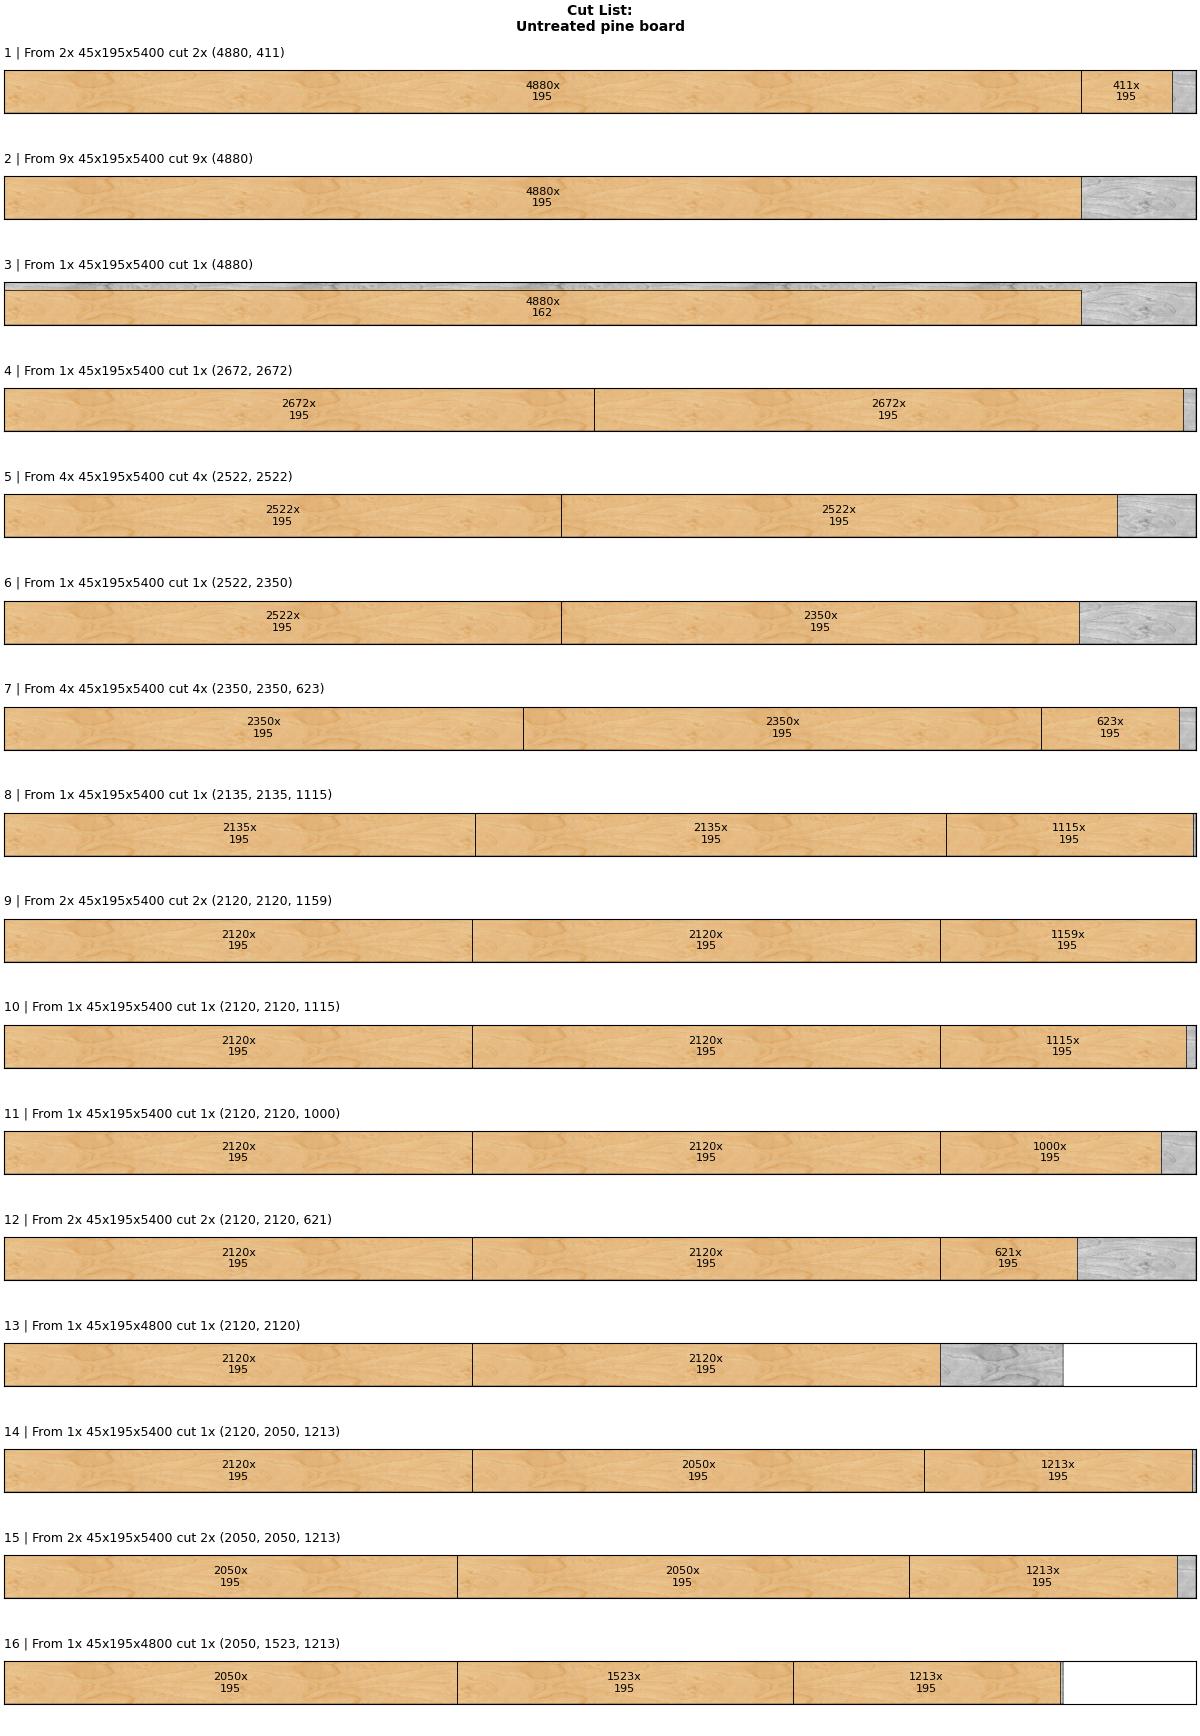 Cut List:
Untreated pine board
1 | From 2x 45x195x5400 cut 2x (4880, 411)
4880x
195
411x
195
2 | From 9x 45x195x5400 cut 9x (4880)
4880x
195
3 | From 1x 45x195x5400 cut 1x (4880)
4880x
162
4 | From 1x 45x195x5400 cut 1x (2672, 2672)
2672x
195
2672x
195
5 | From 4x 45x195x5400 cut 4x (2522, 2522)
2522x
195
2522x
195
6 | From 1x 45x195x5400 cut 1x (2522, 2350)
2522x
195
2350x
195
7 | From 4x 45x195x5400 cut 4x (2350, 2350, 623)
2350x
195
2350x
195
623x
195
8 | From 1x 45x195x5400 cut 1x (2135, 2135, 1115)
2135x
195
2135x
195
1115x
195
9 | From 2x 45x195x5400 cut 2x (2120, 2120, 1159)
2120x
195
2120x
195
1159x
195
10 | From 1x 45x195x5400 cut 1x (2120, 2120, 1115)
2120x
195
2120x
195
1115x
195
11 | From 1x 45x195x5400 cut 1x (2120, 2120, 1000)
2120x
195
2120x
195
1000x
195
12 | From 2x 45x195x5400 cut 2x (2120, 2120, 621)
2120x
195
2120x
195
621x
195
13 | From 1x 45x195x4800 cut 1x (2120, 2120)
2120x
195
2120x
195
14 | From 1x 45x195x5400 cut 1x (2120, 2050, 1213)
2120x
195
2050x
195
1213x
195
15 | From 2x 45x195x5400 cut 2x (2050, 2050, 1213)
2050x
195
2050x
195
1213x
195
16 | From 1x 45x195x4800 cut 1x (2050, 1523, 1213)
2050x
195
1523x
195
1213x
195